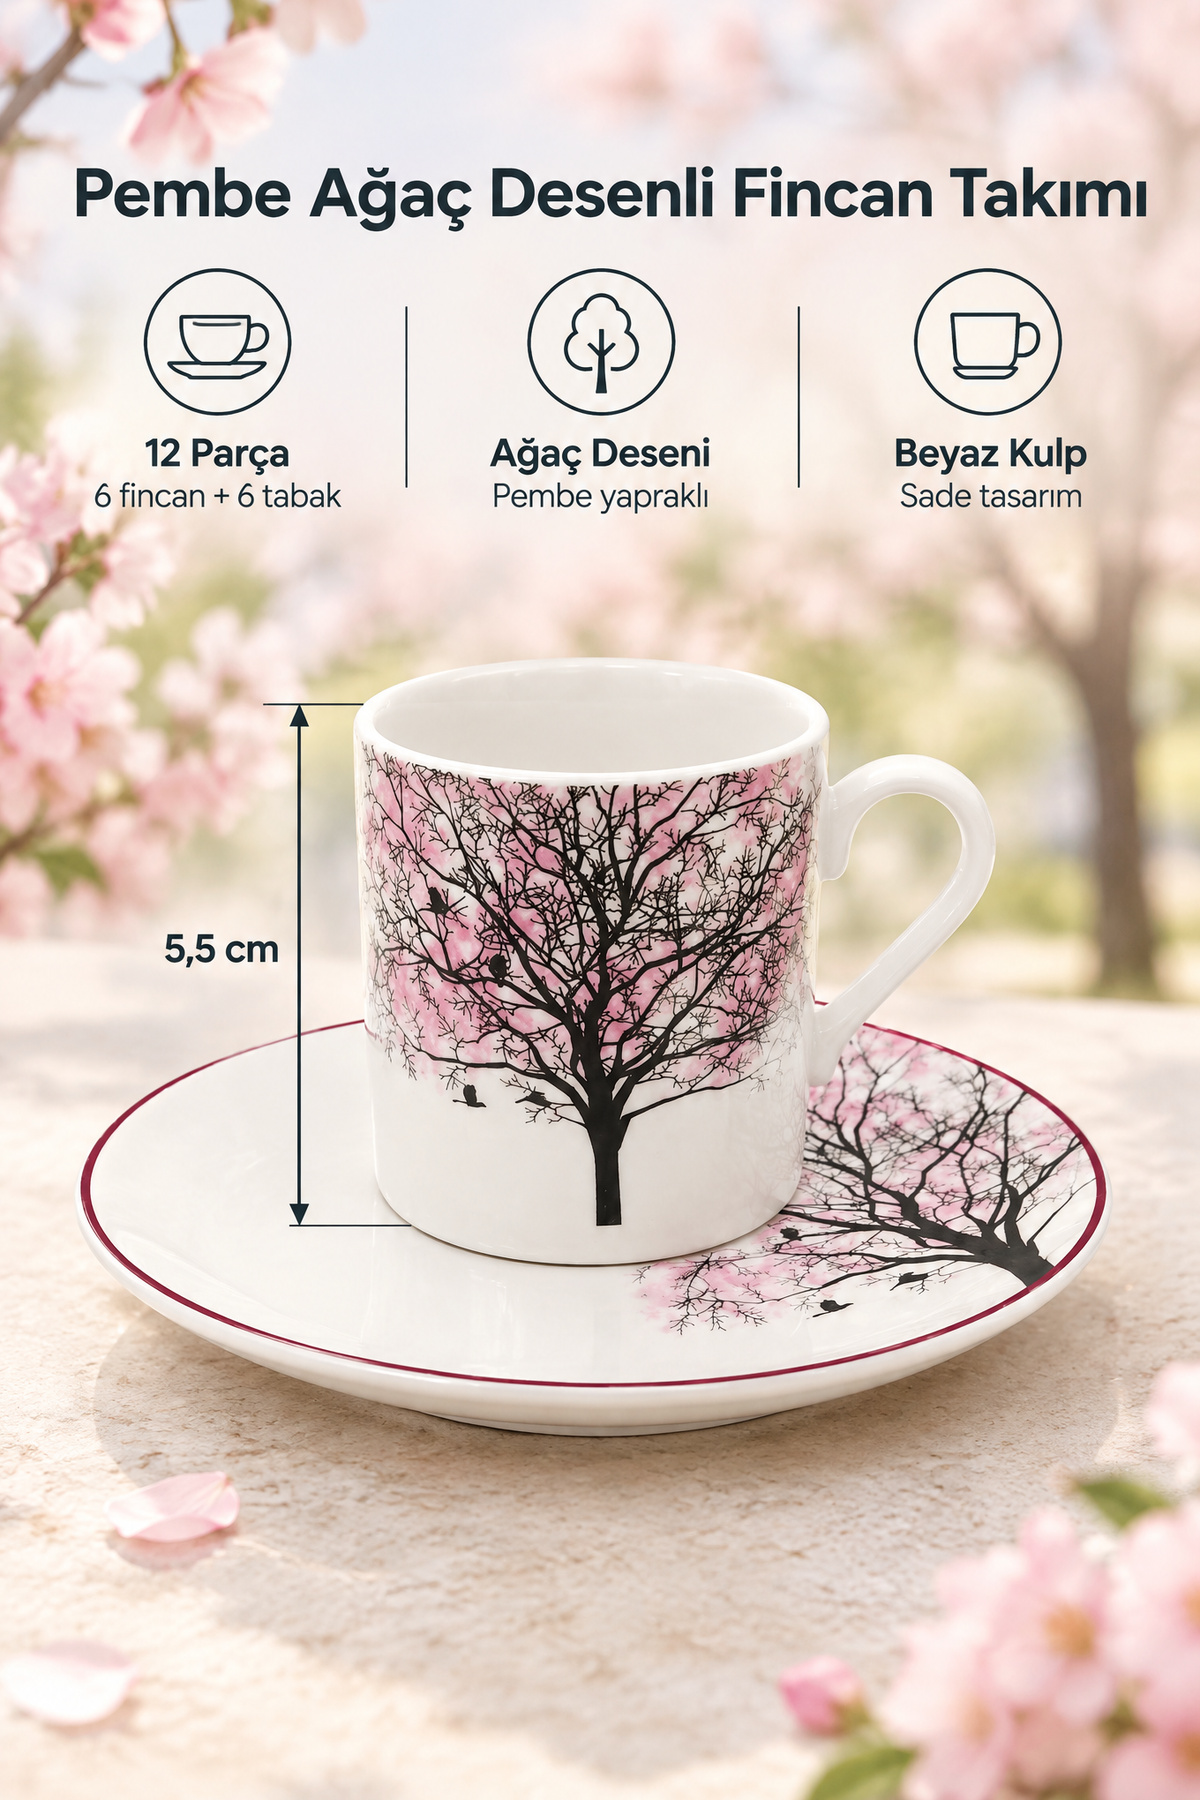 Pembe Ağaç Desenli Fincan Takımı
12 Parça
6 fincan + 6 tabak
Ağaç Deseni
Pembe yapraklı
Beyaz Kulp
Sade tasarım
5,5 cm